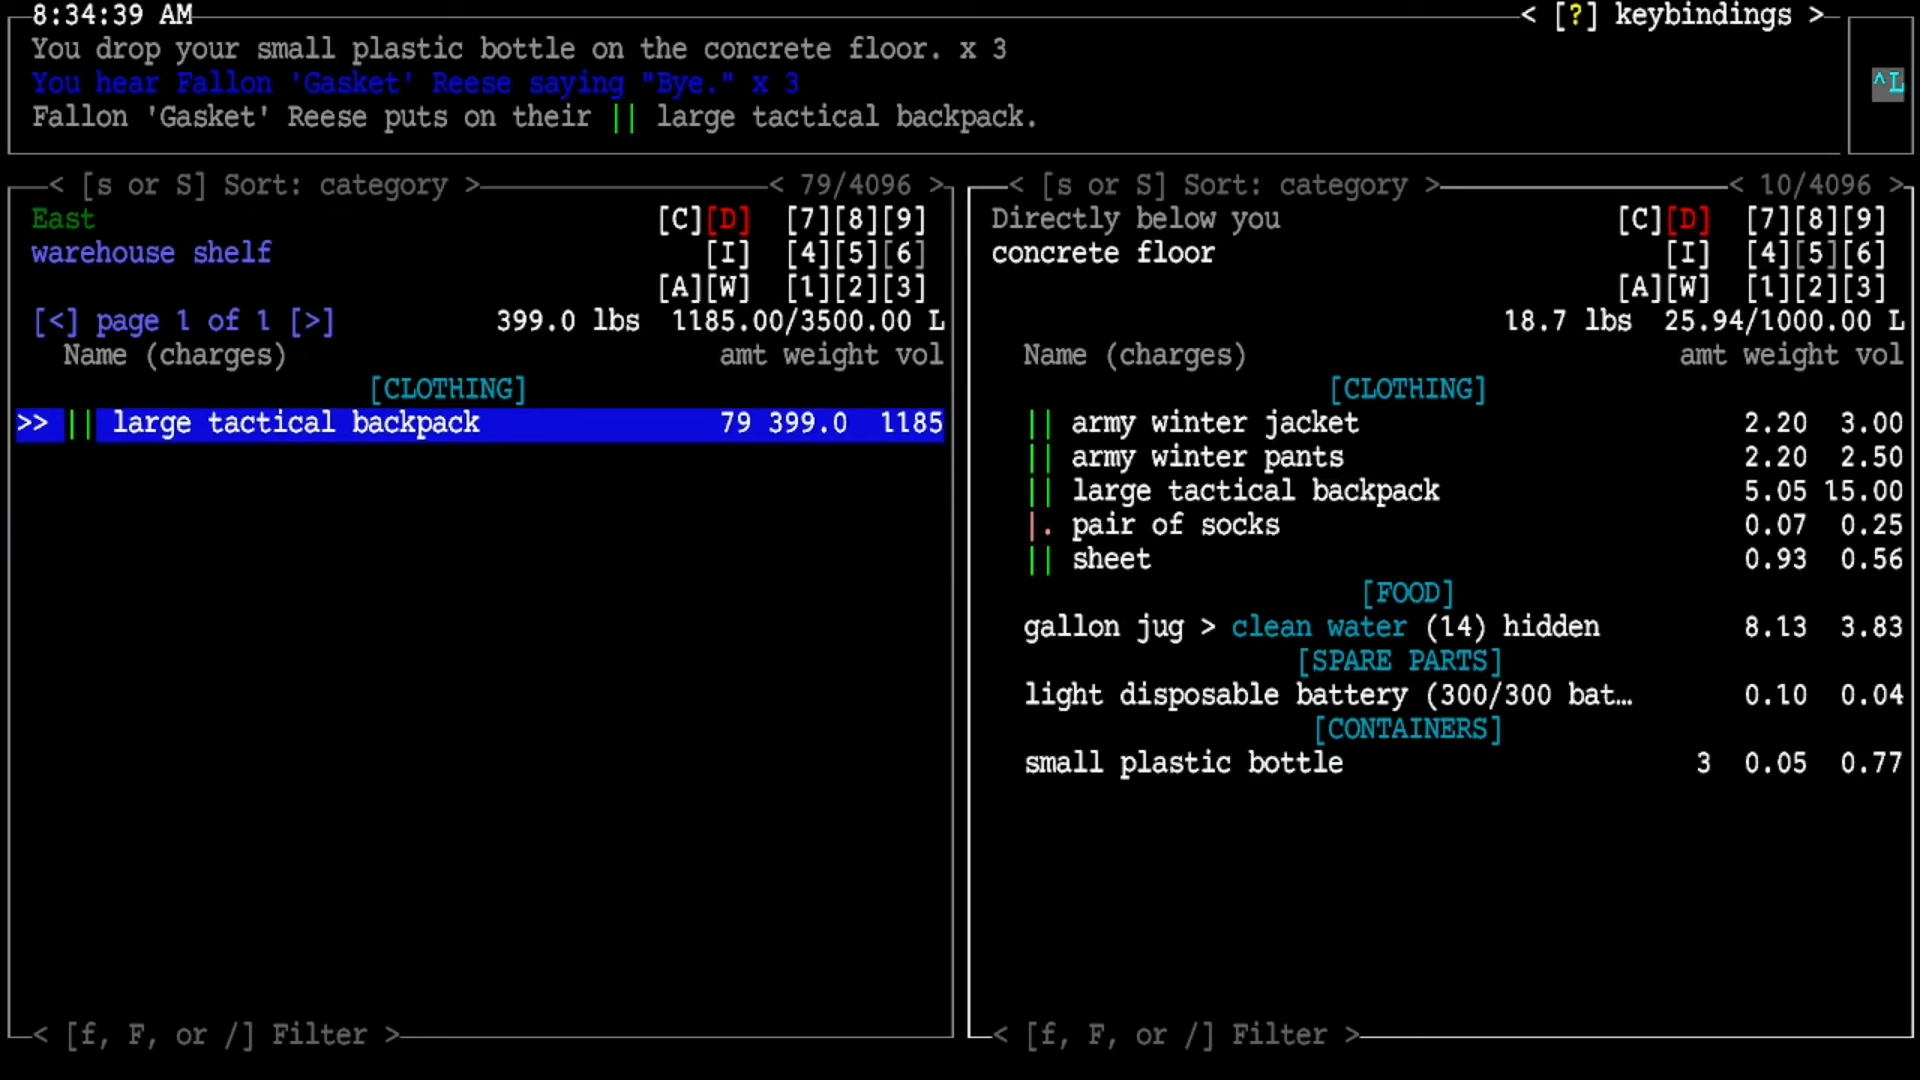 8:34:39 AM < [?] keybindings >
You drop your small plastic bottle on the concrete floor. x 3
You hear Fallon 'Gasket' Reese saying "Bye." x 3
^L
Fallon 'Gasket' Reese puts on their || large tactical backpack.
< [s or S] Sort: category > < 79/4096 >
East [C][D] [7][8][9]
warehouse shelf [I] [4][5][6]
[A][W] [1][2][3]
[<] page 1 of 1 [>] 399.0 lbs 1185.00/3500.00 L
Name (charges) amt weight vol
[CLOTHING]
>> || large tactical backpack 79 399.0 1185
< [f, F, or /] Filter >
< [s or S] Sort: category > < 10/4096 >
Directly below you [C][D] [7][8][9]
concrete floor [I] [4][5][6]
[A][W] [1][2][3]
18.7 lbs 25.94/1000.00 L
Name (charges) amt weight vol
[CLOTHING]
|| army winter jacket 2.20 3.00
|| army winter pants 2.20 2.50
|| large tactical backpack 5.05 15.00
|. pair of socks 0.07 0.25
|| sheet 0.93 0.56
[FOOD]
gallon jug > clean water (14) hidden 8.13 3.83
[SPARE PARTS]
light disposable battery (300/300 bat… 0.10 0.04
[CONTAINERS]
small plastic bottle 3 0.05 0.77
< [f, F, or /] Filter >